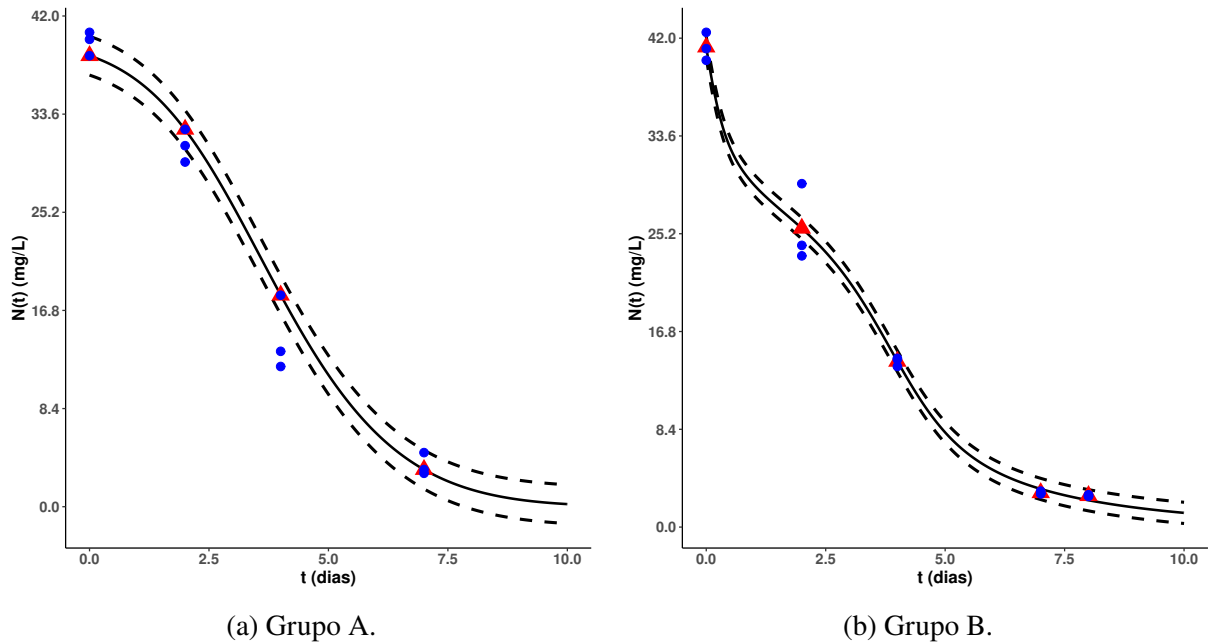 N(t) (mg/L)
42.0
33.6
25.2
16.8
8.4
0.0
0.0 2.5 5.0 7.5 10.0
t (dias)
(a) Grupo A.
N(t) (mg/L)
42.0
33.6
25.2
16.8
8.4
0.0
0.0 2.5 5.0 7.5 10.0
t (dias)
(b) Grupo B.